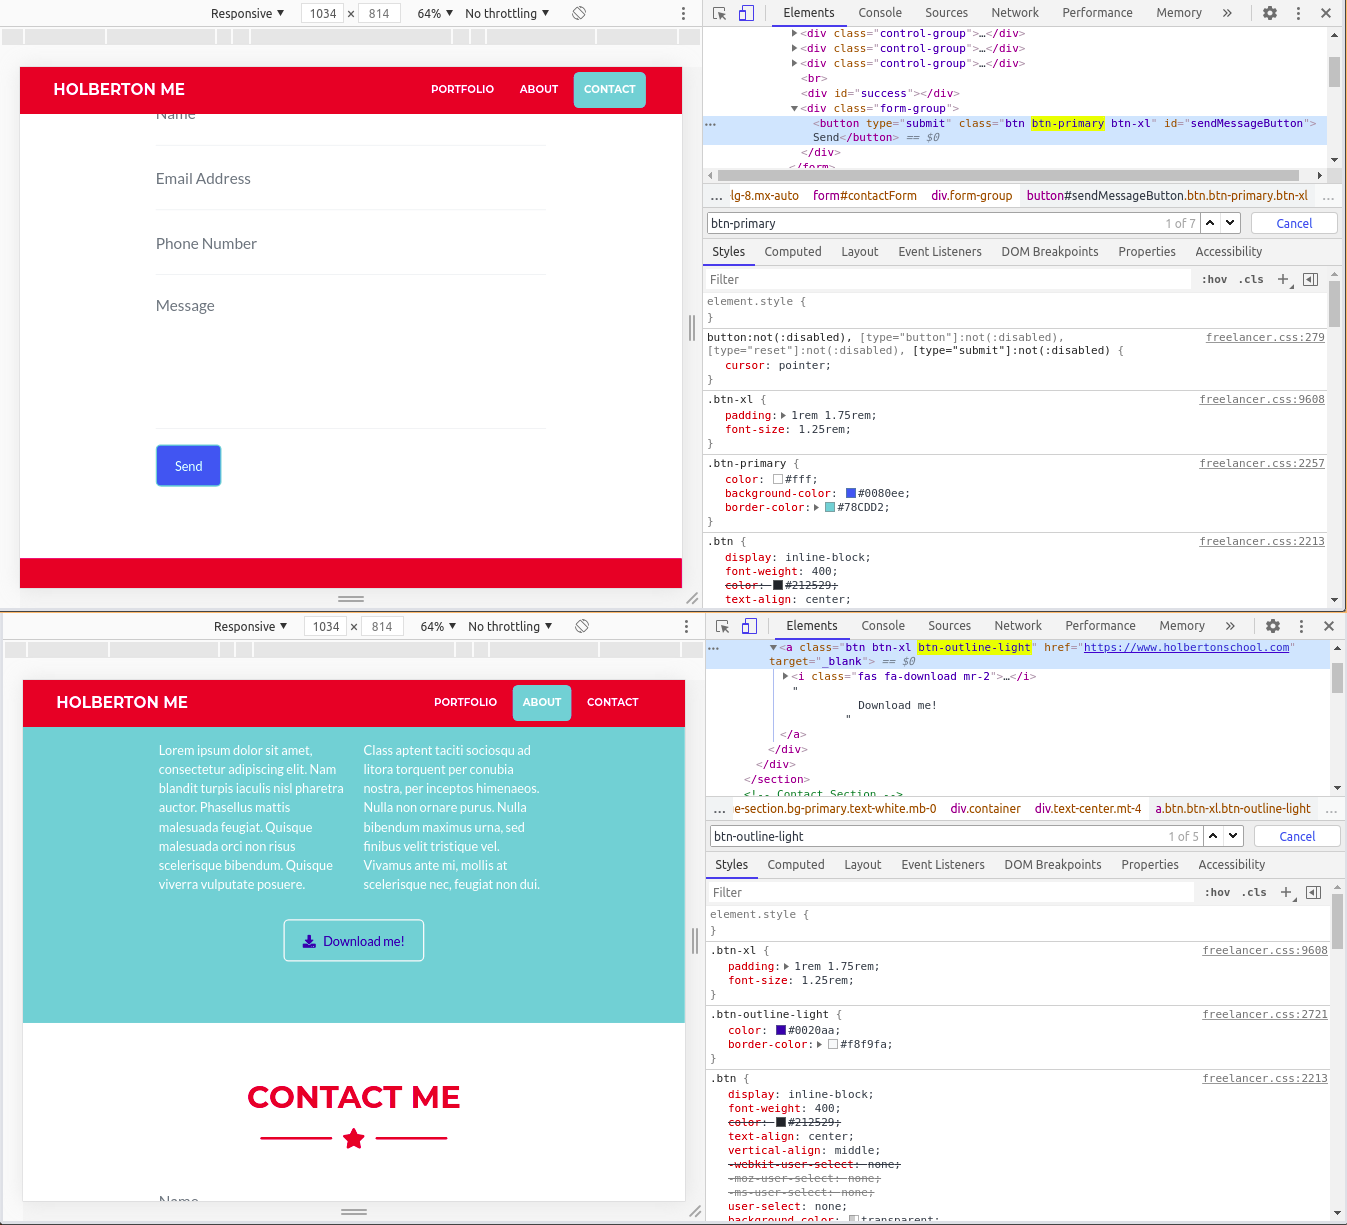 Responsive ▼ 1034 × 814 64% ▼ No throttling ▼
Elements Console Sources Network Performance Memory »
HOLBERTON ME PORTFOLIO ABOUT CONTACT
Name
Email Address
Phone Number
Message
Send
▶<div class="control-group">…</div>
▶<div class="control-group">…</div>
▶<div class="control-group">…</div>
<br>
<div id="success"></div>
▼<div class="form-group">
… <button type="submit" class="btn btn-primary btn-xl" id="sendMessageButton">
Send</button> == $0
</div>
</form>
… lg-8.mx-auto form#contactForm div.form-group button#sendMessageButton.btn.btn-primary.btn-xl …
btn-primary 1 of 7 Cancel
Styles Computed Layout Event Listeners DOM Breakpoints Properties Accessibility
Filter :hov .cls +
element.style {
}
button:not(:disabled), [type="button"]:not(:disabled), freelancer.css:279
[type="reset"]:not(:disabled), [type="submit"]:not(:disabled) {
cursor: pointer;
}
.btn-xl { freelancer.css:9608
padding:▶1rem 1.75rem;
font-size: 1.25rem;
}
.btn-primary { freelancer.css:2257
color: #fff;
background-color: #0080ee;
border-color:▶#78CDD2;
}
.btn { freelancer.css:2213
display: inline-block;
font-weight: 400;
color: #212529;
text-align: center;
Responsive ▼ 1034 × 814 64% ▼ No throttling ▼
Elements Console Sources Network Performance Memory »
HOLBERTON ME PORTFOLIO ABOUT CONTACT
Lorem ipsum dolor sit amet,
consectetur adipiscing elit. Nam
blandit turpis iaculis nisl pharetra
auctor. Phasellus mattis
malesuada feugiat. Quisque
malesuada orci non risus
scelerisque bibendum. Quisque
viverra vulputate posuere.
Class aptent taciti sociosqu ad
litora torquent per conubia
nostra, per inceptos himenaeos.
Nulla non ornare purus. Nulla
bibendum maximus urna, sed
finibus velit tristique vel.
Vivamus ante mi, mollis at
scelerisque nec, feugiat non dui.
Download me!
CONTACT ME
Name
… ▼<a class="btn btn-xl btn-outline-light" href="https://www.holbertonschool.com"
target="_blank"> == $0
▶<i class="fas fa-download mr-2">…</i>
"
Download me!
"
</a>
</div>
</div>
</section>
<!-- Contact Section -->
… e-section.bg-primary.text-white.mb-0 div.container div.text-center.mt-4 a.btn.btn-xl.btn-outline-light …
btn-outline-light 1 of 5 Cancel
Styles Computed Layout Event Listeners DOM Breakpoints Properties Accessibility
Filter :hov .cls +
element.style {
}
.btn-xl { freelancer.css:9608
padding:▶1rem 1.75rem;
font-size: 1.25rem;
}
.btn-outline-light { freelancer.css:2721
color: #0020aa;
border-color:▶#f8f9fa;
}
.btn { freelancer.css:2213
display: inline-block;
font-weight: 400;
color: #212529;
text-align: center;
vertical-align: middle;
-webkit-user-select: none;
-moz-user-select: none;
-ms-user-select: none;
user-select: none;
background-color: transparent;